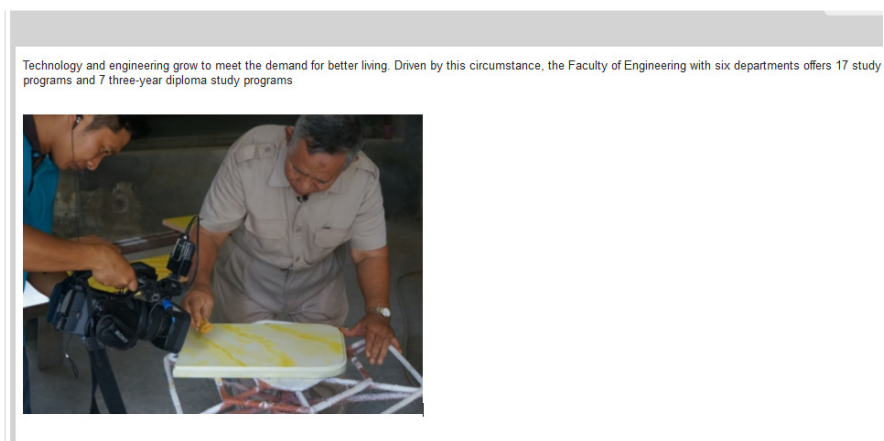 Technology and engineering grow to meet the demand for better living. Driven by this circumstance, the Faculty of Engineering with six departments offers 17 study
programs and 7 three-year diploma study programs